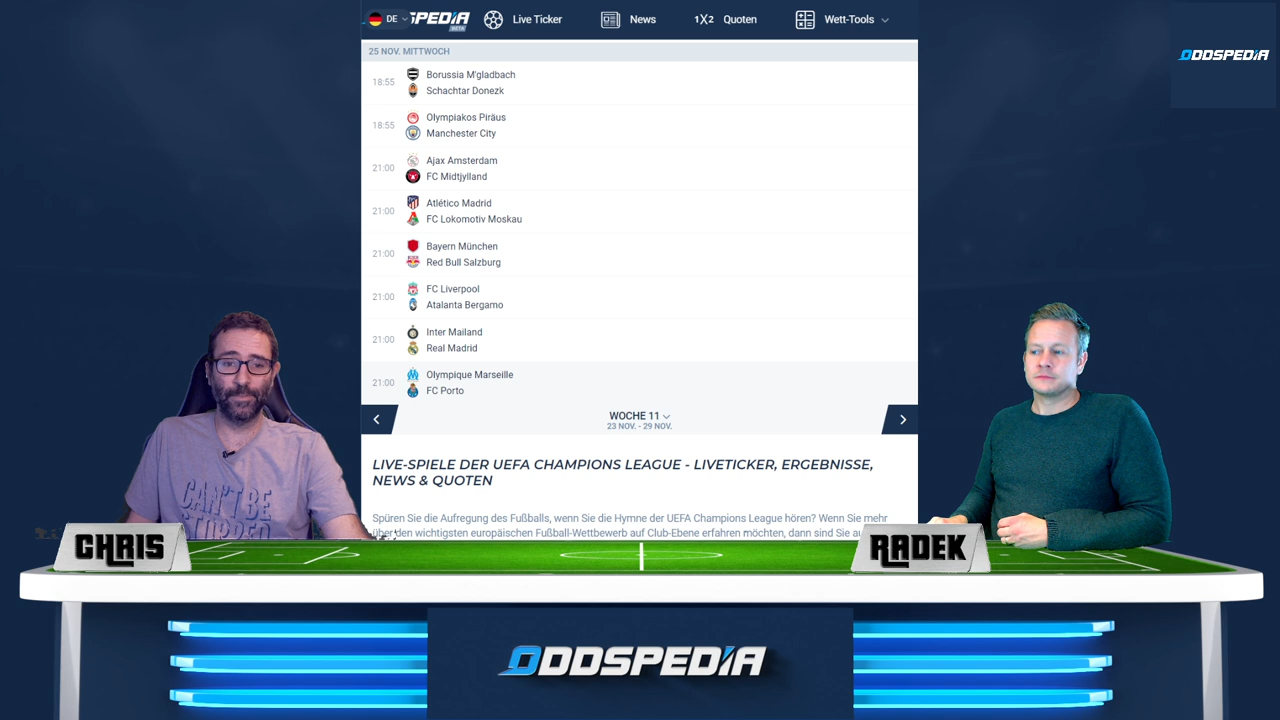 DE
PEDIA
BETA
Live Ticker
News
1X2
Quoten
Wett-Tools
25 NOV. MITTWOCH
ODDSPEDIA
18:55
Borussia M'gladbach
Schachtar Donezk
18:55
Olympiakos Piräus
Manchester City
21:00
Ajax Amsterdam
FC Midtjylland
21:00
Atlético Madrid
FC Lokomotiv Moskau
21:00
Bayern München
Red Bull Salzburg
21:00
FC Liverpool
Atalanta Bergamo
21:00
Inter Mailand
Real Madrid
21:00
Olympique Marseille
FC Porto
WOCHE 11
23 NOV. - 29 NOV.
LIVE-SPIELE DER UEFA CHAMPIONS LEAGUE - LIVETICKER, ERGEBNISSE,
NEWS & QUOTEN
Spüren Sie die Aufregung des Fußballs, wenn Sie die Hymne der UEFA Champions League hören? Wenn Sie mehr
über den wichtigsten europäischen Fußball-Wettbewerb auf Club-Ebene erfahren möchten, dann sind Sie
CAN'T BE
CHRIS
RADEK
ODDSPEDIA